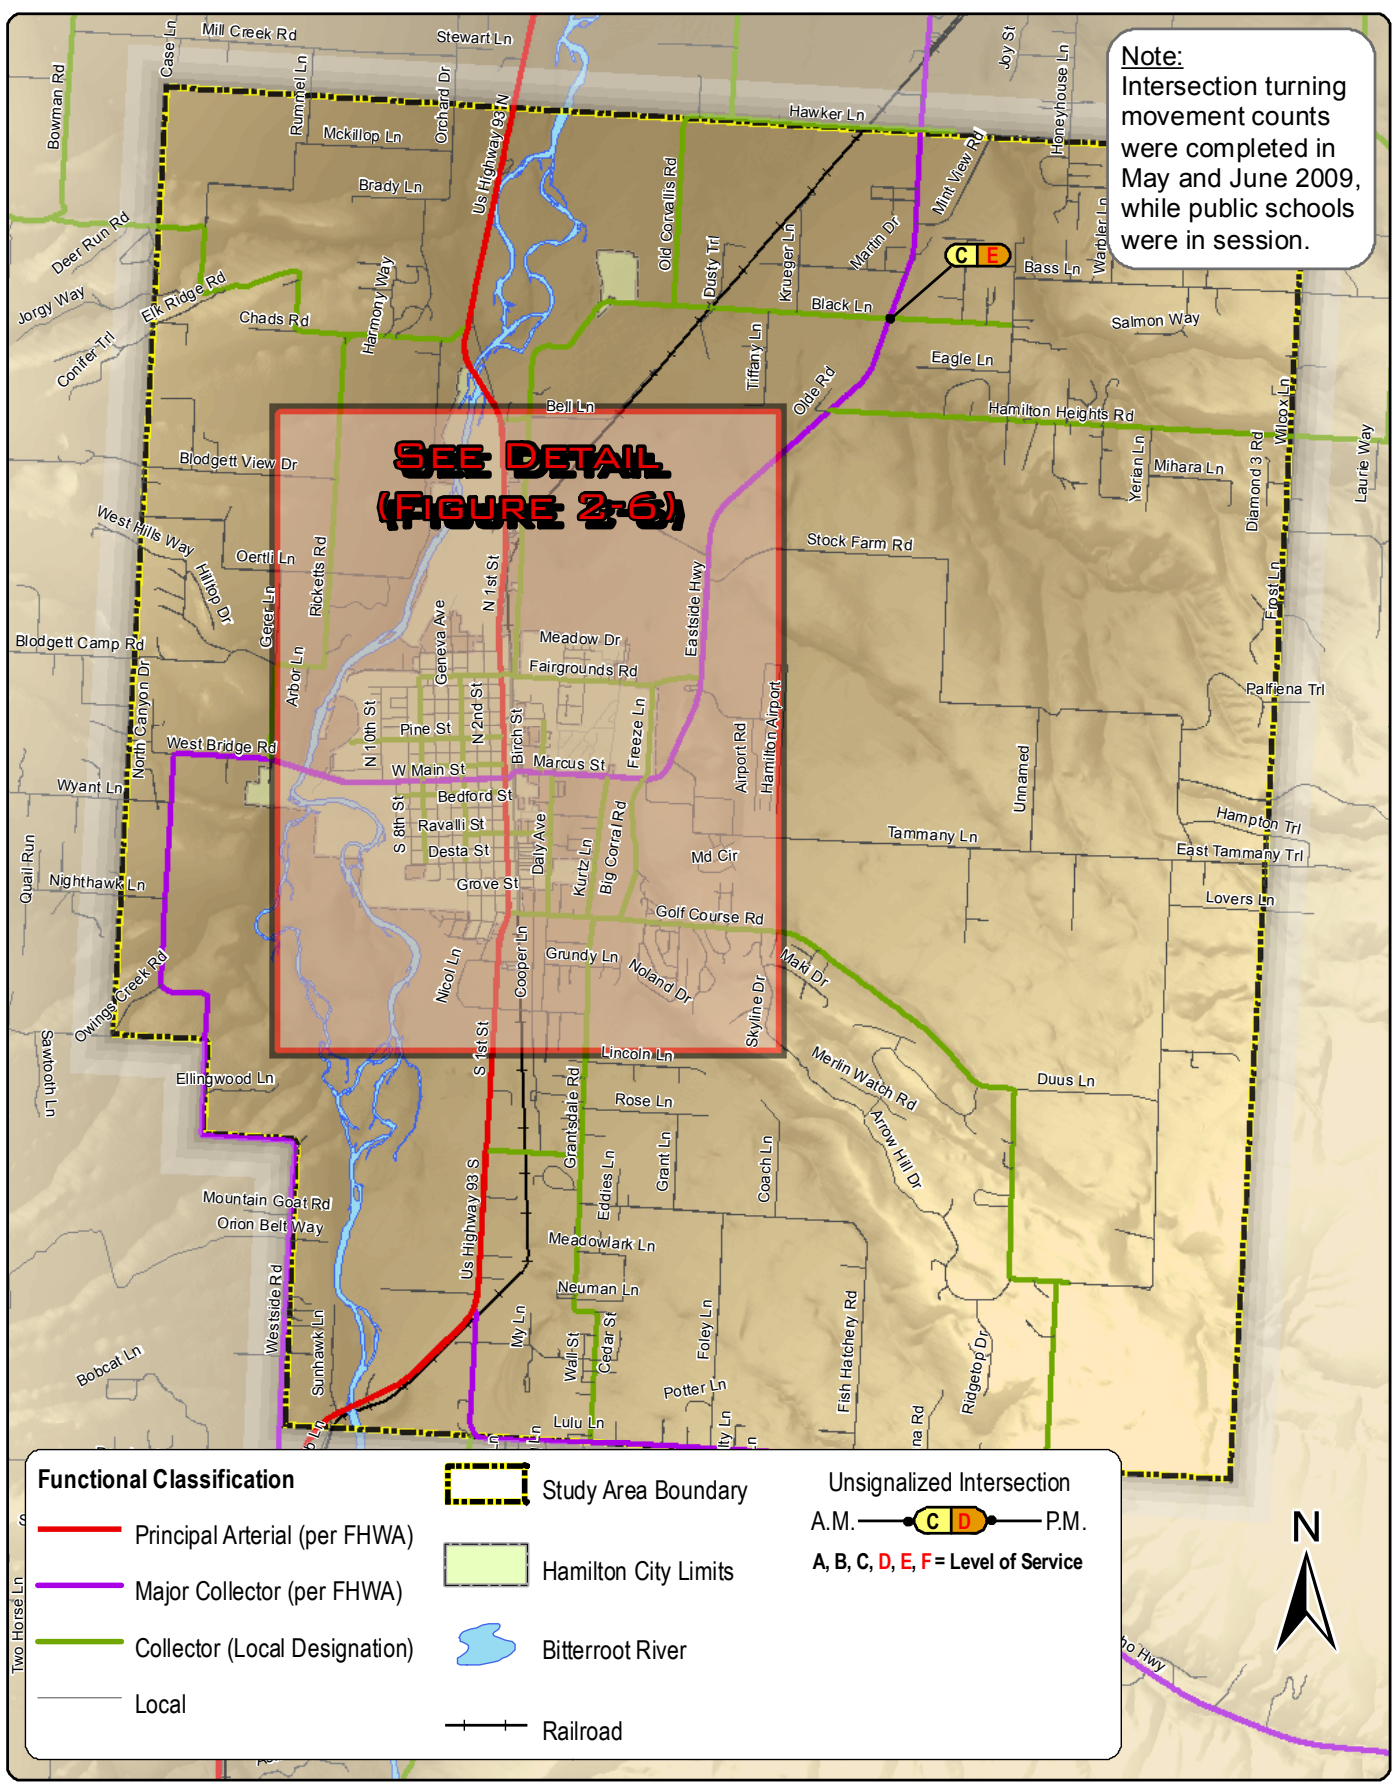 Note:
Intersection turning
movement counts
were completed in
May and June 2009,
while public schools
were in session.
Mill Creek Rd
Stewart Ln
Case Ln
Bowman Rd
Rummel Ln
Orchard Dr
Mckillop Ln
Brady Ln
Us Highway 93 N
Hawker Ln
Joy St
Honeyhouse Ln
Mint View Rd
Old Corvallis Rd
Dusty Trl
Krueger Ln
Martin Dr
Warbler Ln
C E
Bass Ln
Deer Run Rd
Jorgy Way
Elk Ridge Rd
Conifer Trl
Chads Rd
Harmony Way
Black Ln
Salmon Way
Tiffany Ln
Eagle Ln
Olde Rd
Bell Ln
Hamilton Heights Rd
Wilcox Ln
Laurie Way
Yerian Ln
Mihara Ln
Diamond 3 Rd
See Detail
(Figure 2-6)
Blodgett View Dr
West Hills Way
Hilltop Dr
Oertli Ln
Ricketts Rd
Gerer Ln
N 1st St
Stock Farm Rd
Eastside Hwy
Frost Ln
Blodgett Camp Rd
North Canyon Dr
Arbor Ln
Geneva Ave
Meadow Dr
Fairgrounds Rd
Palfiena Trl
N 10th St
Pine St
N 2nd St
Birch St
Freeze Ln
Airport Rd
Hamilton Airport
Unnamed
West Bridge Rd
W Main St
Marcus St
Wyant Ln
Bedford St
S 8th St
Ravalli St
Desta St
Daly Ave
Kurtz Ln
Big Corral Rd
Md Cir
Tammany Ln
Hampton Trl
East Tammany Trl
Quail Run
Nighthawk Ln
Grove St
Lovers Ln
Golf Course Rd
Owings Creek Rd
Nicol Ln
Cooper Ln
Grundy Ln
Noland Dr
Maki Dr
Skyline Dr
Sawtooth Ln
S 1st St
Lincoln Ln
Ellingwood Ln
Merlin Watch Rd
Duus Ln
Grantsdale Rd
Rose Ln
Arrow Hill Dr
Eddies Ln
Grant Ln
Coach Ln
Mountain Goat Rd
Orion Belt Way
Us Highway 93 S
Meadowlark Ln
Neuman Ln
Westside Rd
Sunhawk Ln
My Ln
Wall St
Cedar St
Foley Ln
Fish Hatchery Rd
Ridgetop Dr
Bobcat Ln
Potter Ln
Lulu Ln
Ln
Ln
lty Ln
Ln
na Rd
Functional Classification
Principal Arterial (per FHWA)
Major Collector (per FHWA)
Collector (Local Designation)
Local
Study Area Boundary
Hamilton City Limits
Bitterroot River
Railroad
Unsignalized Intersection
A.M. C D P.M.
A, B, C, D, E, F = Level of Service
N
Two Horse Ln
ho Hwy